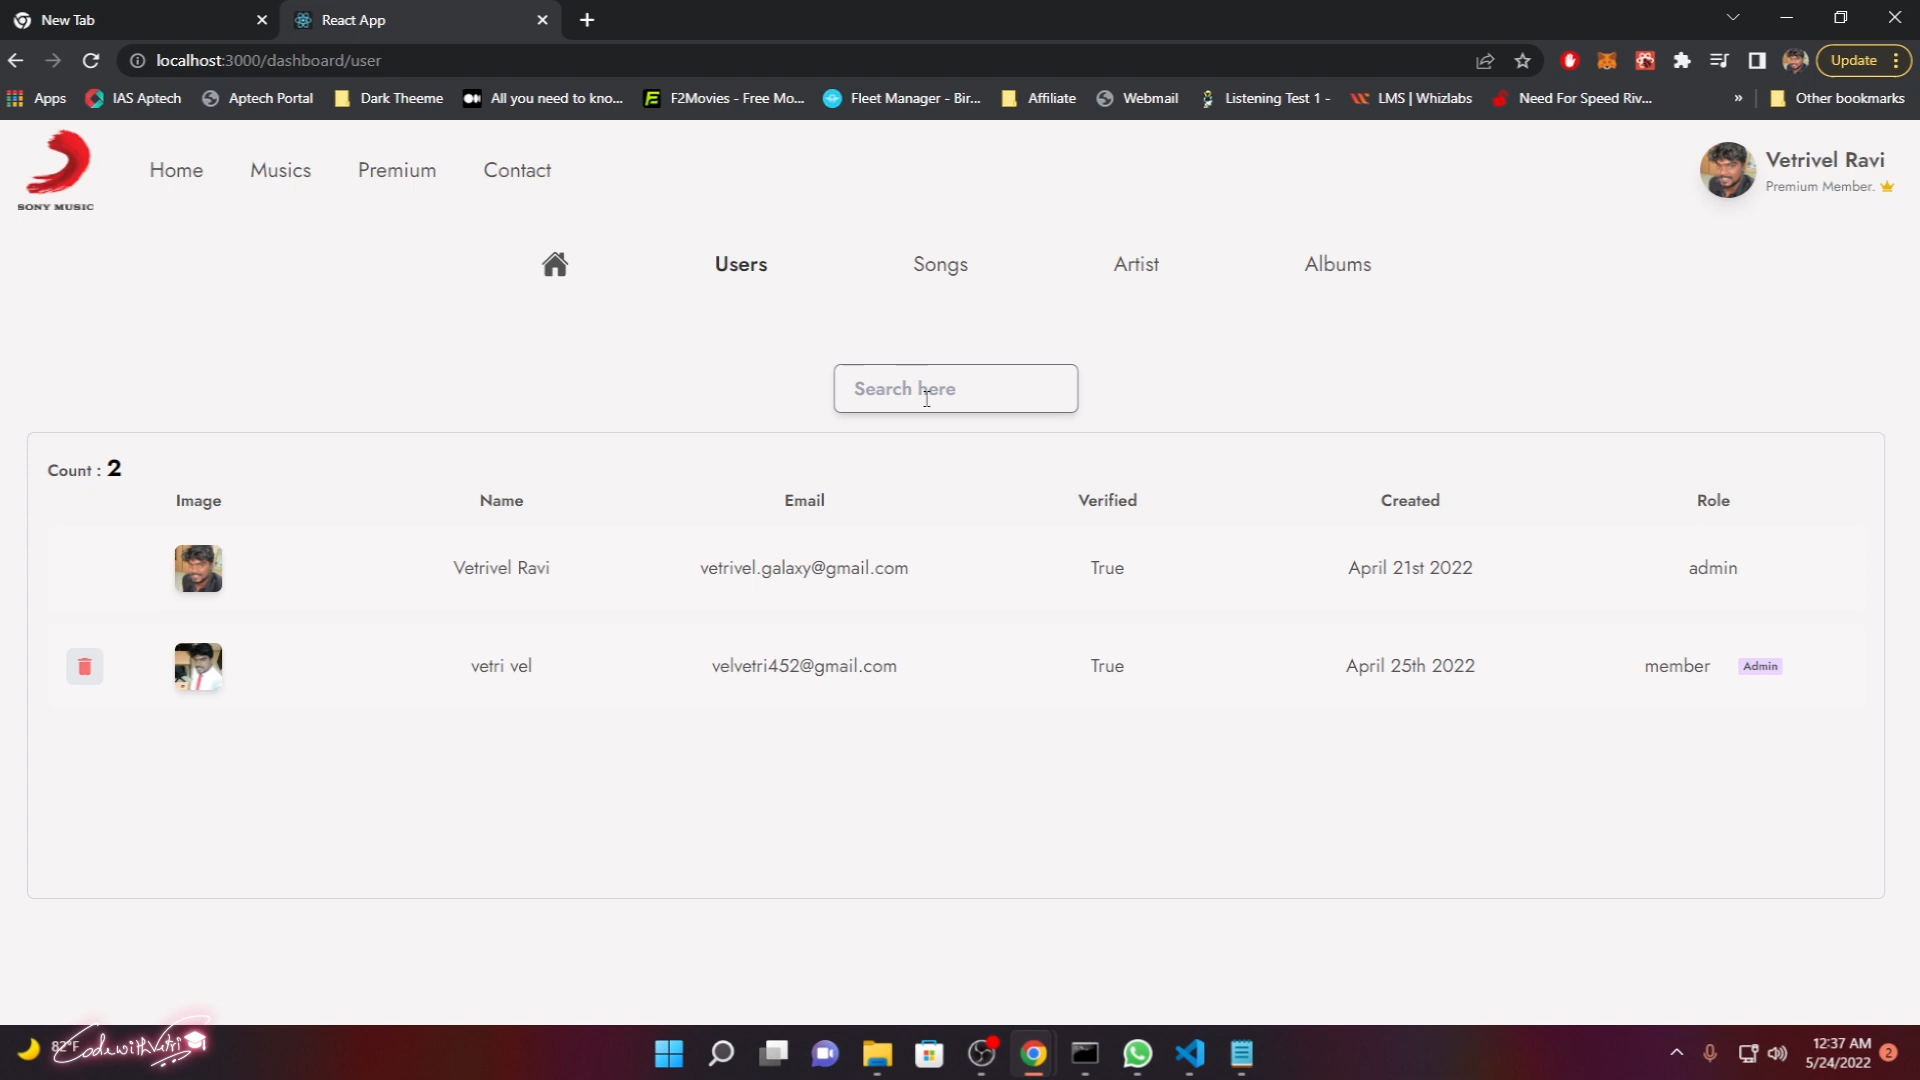 New Tab
React App
localhost:3000/dashboard/user
Update
Apps
IAS Aptech
Aptech Portal
Dark Theeme
All you need to kno...
F2Movies - Free Mo...
Fleet Manager - Bir...
Affiliate
Webmail
Listening Test 1 -
LMS | Whizlabs
Need For Speed Riv...
»
Other bookmarks
SONY MUSIC
Home
Musics
Premium
Contact
Vetrivel Ravi
Premium Member.
Users
Songs
Artist
Albums
Search here
Count : 2
Image Name Email Verified Created Role
Vetrivel Ravi vetrivel.galaxy@gmail.com True April 21st 2022 admin
vetri vel velvetri452@gmail.com True April 25th 2022 member Admin
82°F
CodewithVetri
12:37 AM
5/24/2022
2